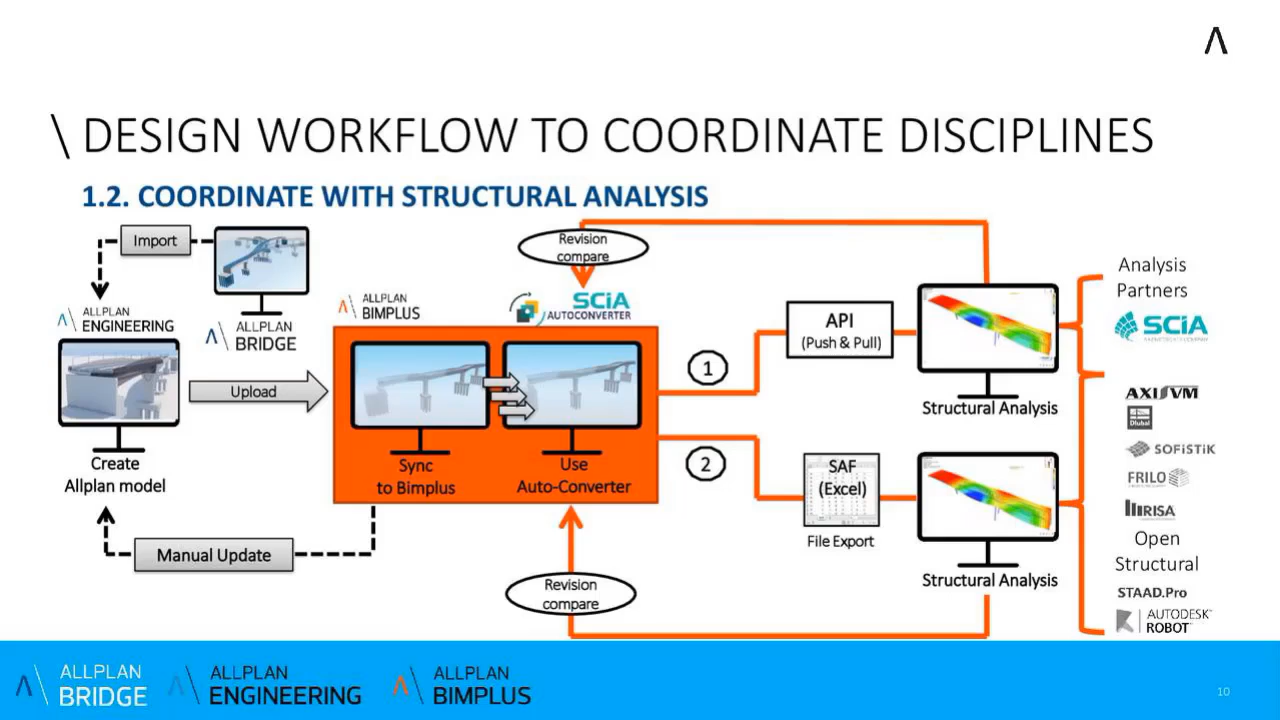 \ DESIGN WORKFLOW TO COORDINATE DISCIPLINES
1.2. COORDINATE WITH STRUCTURAL ANALYSIS
Import
ALLPLAN
ENGINEERING
ALLPLAN
BRIDGE
Create
Allplan model
Upload
Manual Update
ALLPLAN
BIMPLUS
SCiA
AUTOCONVERTER
Revision
compare
Sync
to Bimplus
Use
Auto-Converter
Revision
compare
1
API
(Push & Pull)
Structural Analysis
2
SAF
(Excel)
File Export
Structural Analysis
Analysis
Partners
SCiA
AXISVM
Dlubal
SOFiSTiK
FRILO
RISA
Open
Structural
STAAD.Pro
AUTODESK
ROBOT
ALLPLAN
BRIDGE
ALLPLAN
ENGINEERING
ALLPLAN
BIMPLUS
10